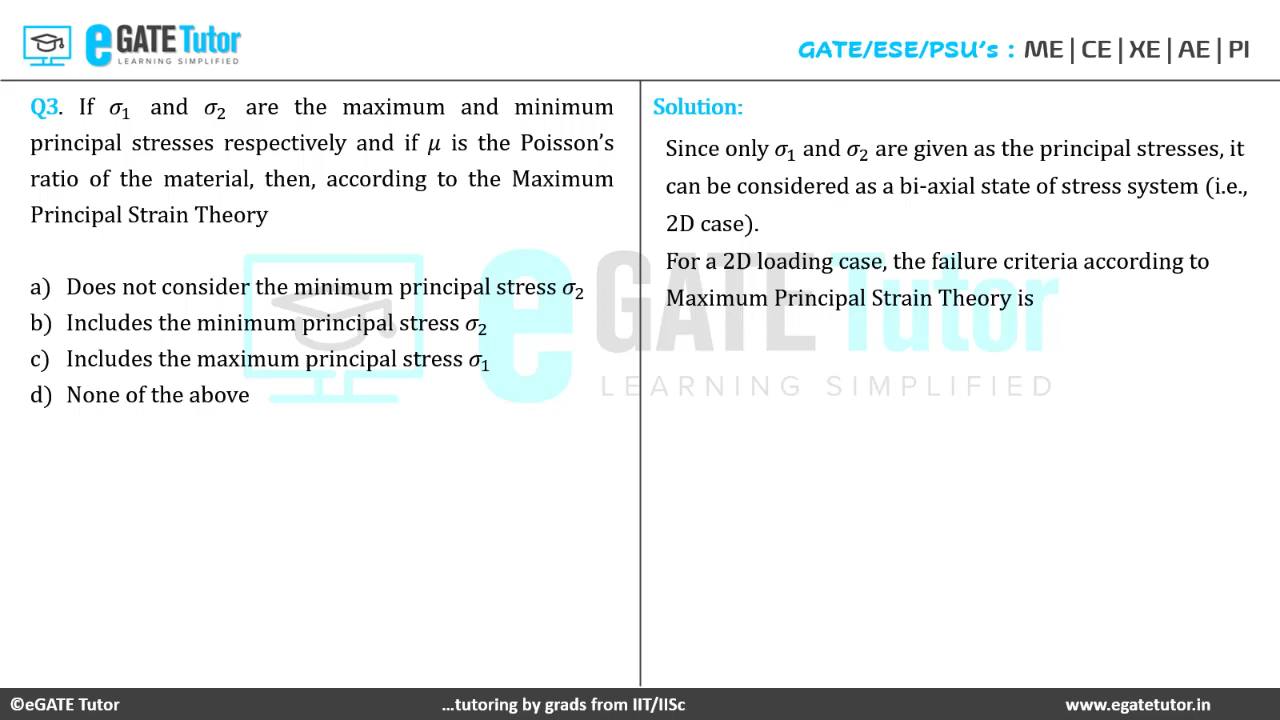 e GATE Tutor
LEARNING SIMPLIFIED
GATE/ESE/PSU's : ME | CE | XE | AE | PI
Q3. If σ₁ and σ₂ are the maximum and minimum
principal stresses respectively and if μ is the Poisson's
ratio of the material, then, according to the Maximum
Principal Strain Theory
a) Does not consider the minimum principal stress σ₂
b) Includes the minimum principal stress σ₂
c) Includes the maximum principal stress σ₁
d) None of the above
Solution:
Since only σ₁ and σ₂ are given as the principal stresses, it
can be considered as a bi-axial state of stress system (i.e.,
2D case).
For a 2D loading case, the failure criteria according to
Maximum Principal Strain Theory is
e GATE Tutor
LEARNING SIMPLIFIED
©eGATE Tutor
...tutoring by grads from IIT/IISc
www.egatetutor.in